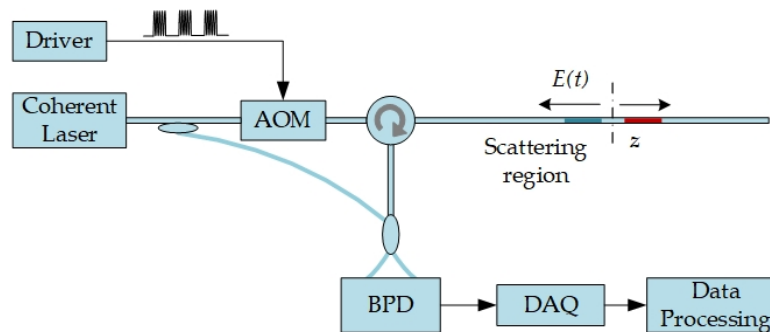 Driver
Coherent
Laser
AOM
E(t)
Scattering
region
z
BPD
DAQ
Data
Processing